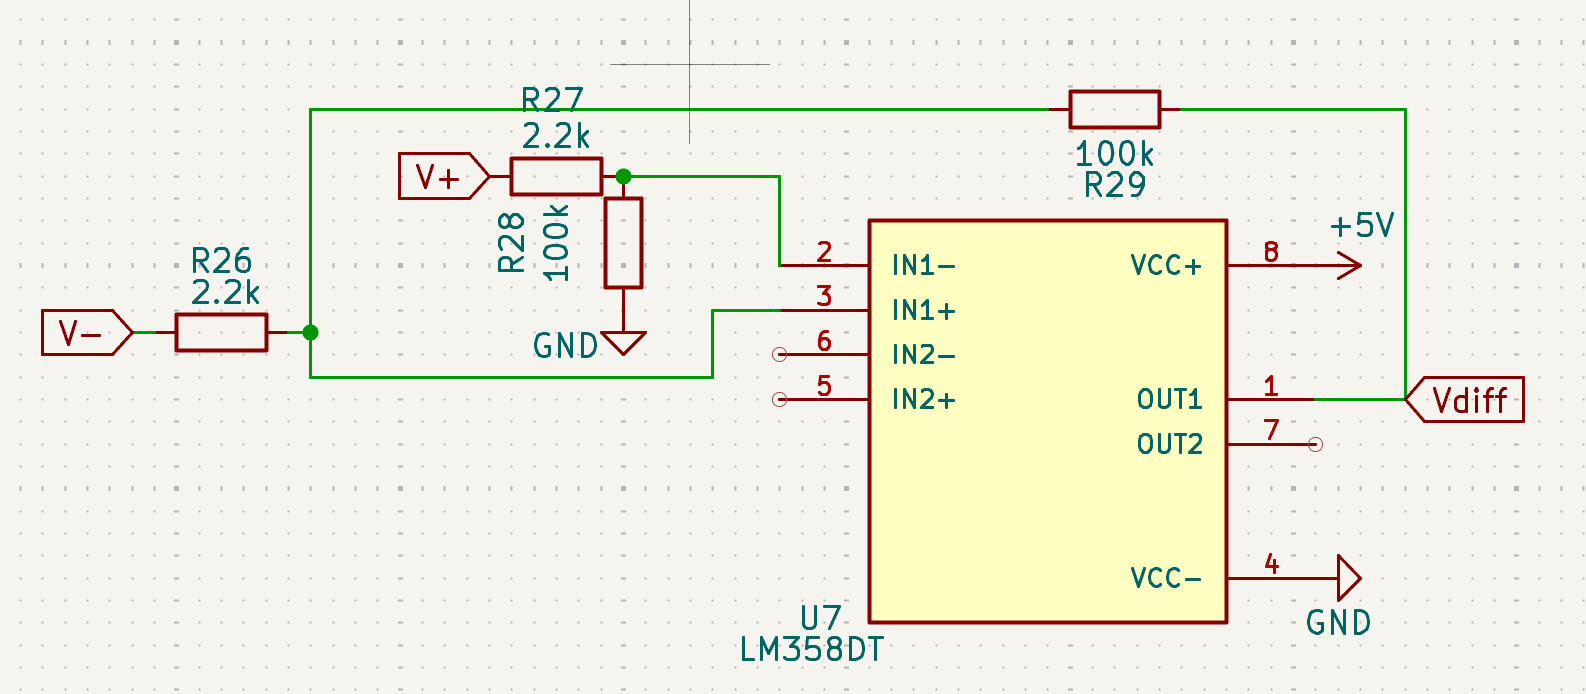 R27
2.2k
V+
R28
100k
100k
R29
+5V
R26
2.2k
V-
GND
2
IN1-
3
IN1+
6
IN2-
5
IN2+
VCC+
8
OUT1
1
OUT2
7
Vdiff
VCC-
4
GND
U7
LM358DT